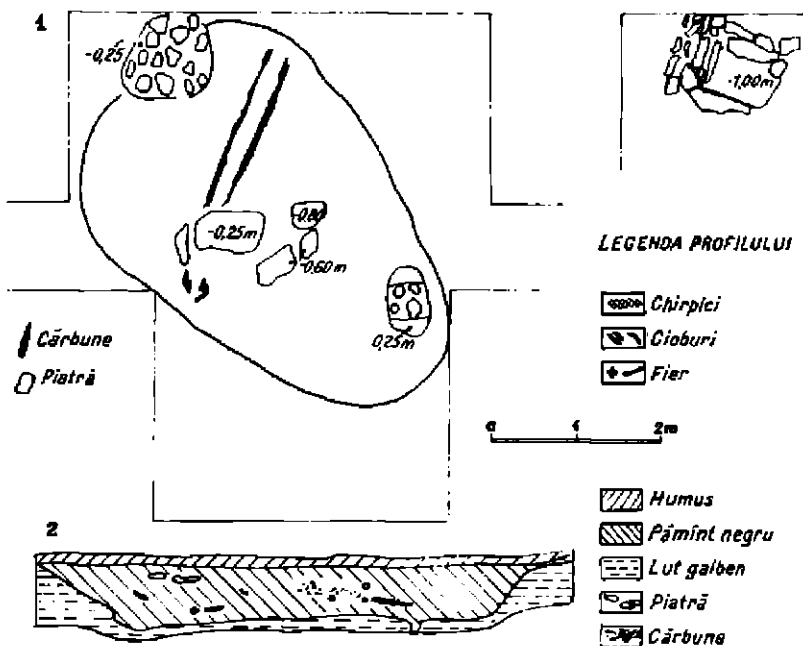 1
-0,25
-1,00m
-0,25m
-0,80
-0,60m
0,25m
Cărbune
Piatră
LEGENDA PROFILULUI
Chirpici
Cioburi
Fier
0 1 2m
2
Humus
Pămînt negru
Lut galben
Piatră
Cărbune